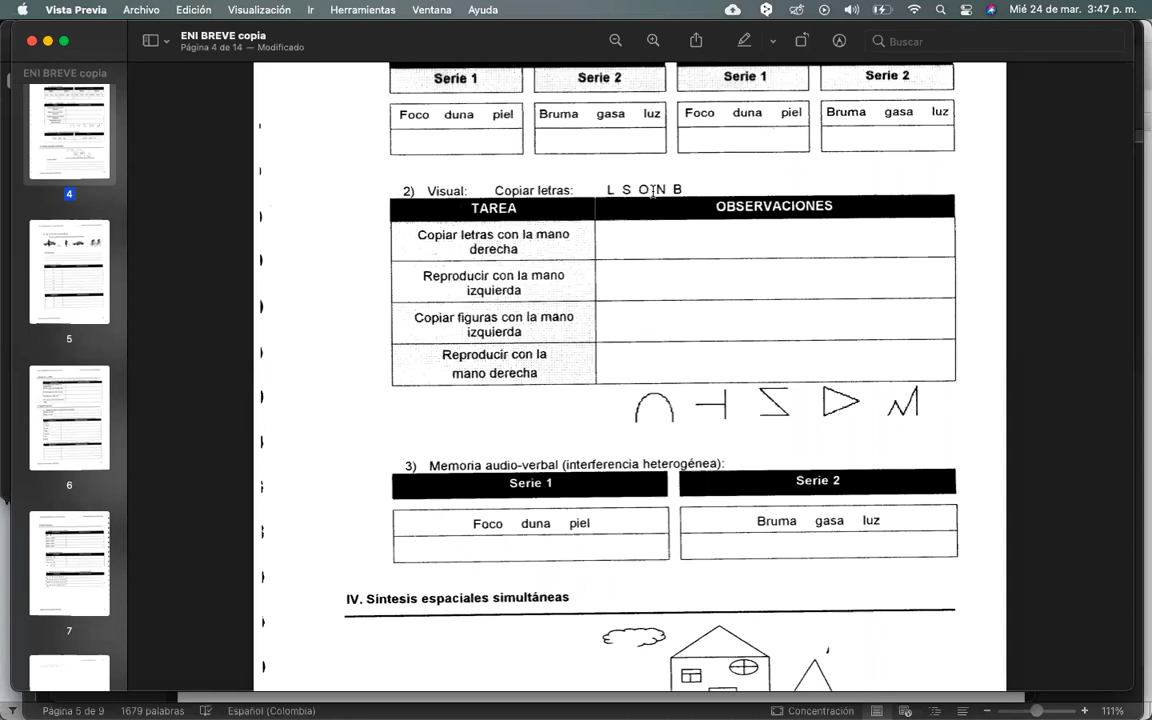 Vista Previa Archivo Edición Visualización Ir Herramientas Ventana Ayuda Mié 24 de mar. 3:47 p. m.
ENI BREVE copia
Página 4 de 14 — Modificado
Buscar
ENI BREVE copia
4
5
6
7
Serie 1 Serie 2 Serie 1 Serie 2
Foco duna piel Bruma gasa luz Foco duna piel Bruma gasa luz
2) Visual: Copiar letras: L S O N B
TAREA OBSERVACIONES
Copiar letras con la mano
derecha
Reproducir con la mano
izquierda
Copiar figuras con la mano
izquierda
Reproducir con la
mano derecha
3) Memoria audio-verbal (interferencia heterogénea):
Serie 1 Serie 2
Foco duna piel Bruma gasa luz
IV. Síntesis espaciales simultáneas
Página 5 de 9 1679 palabras Español (Colombia) Concentración 111%